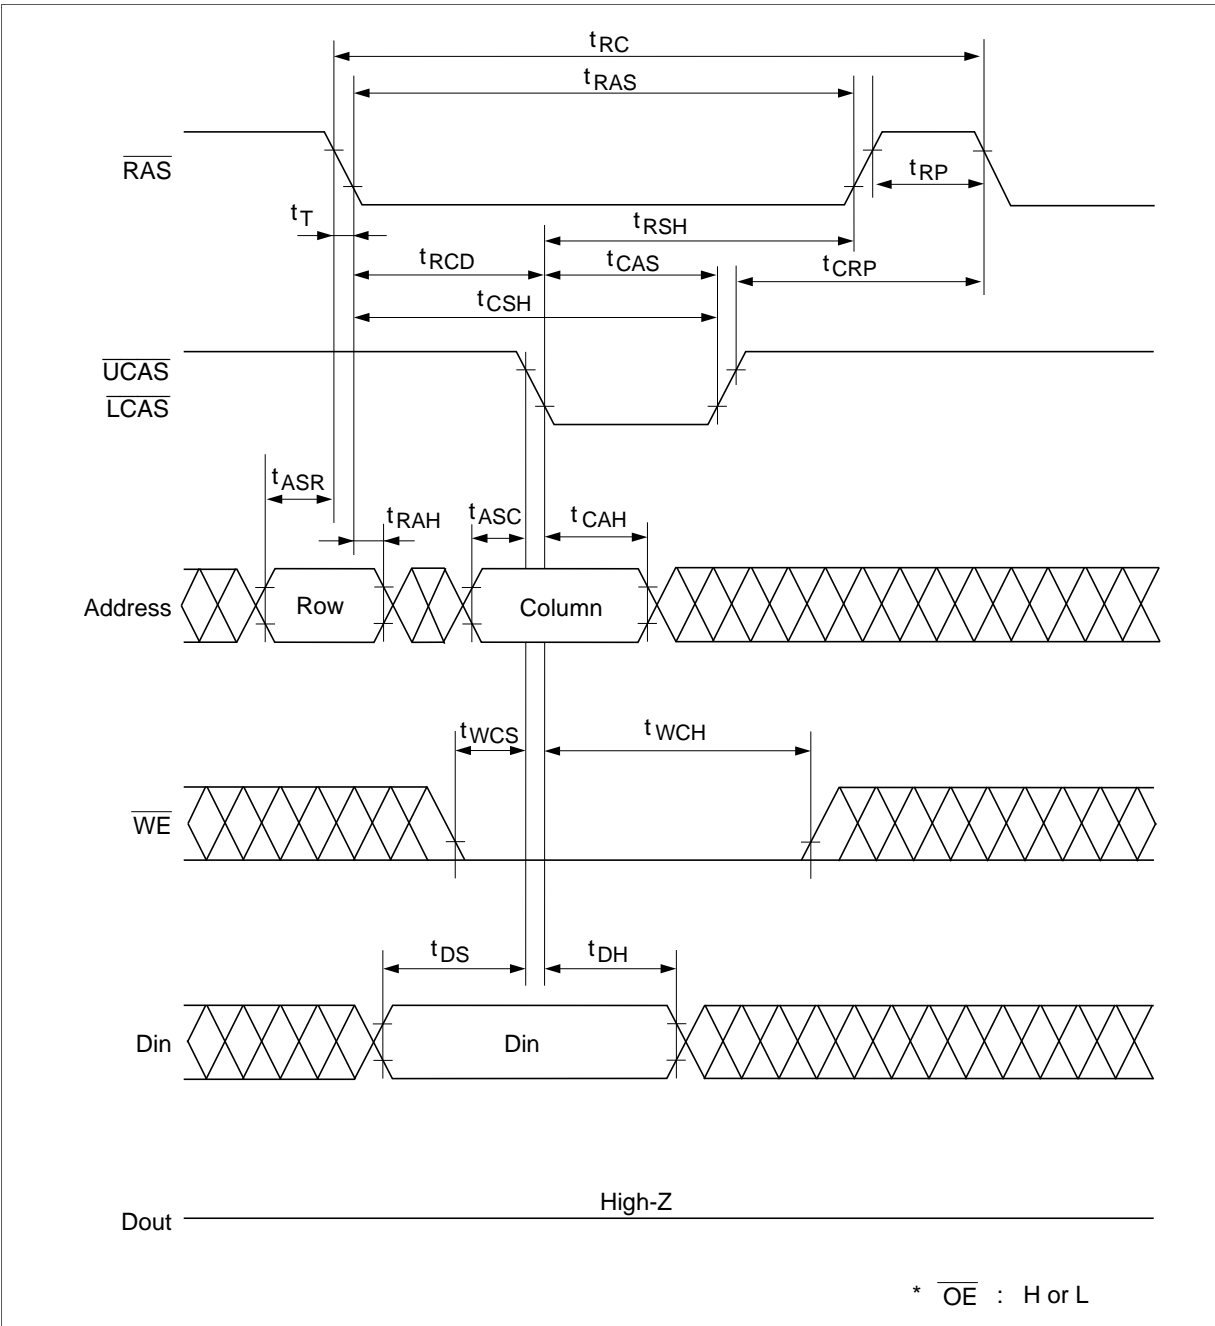 tRC
tRAS
RAS
tRP
tT
tRSH
tRCD
tCAS
tCRP
tCSH
UCAS
LCAS
tASR
tRAH
tASC
tCAH
Address
Row
Column
tWCS
tWCH
WE
tDS
tDH
Din
Din
High-Z
Dout
* OE : H or L